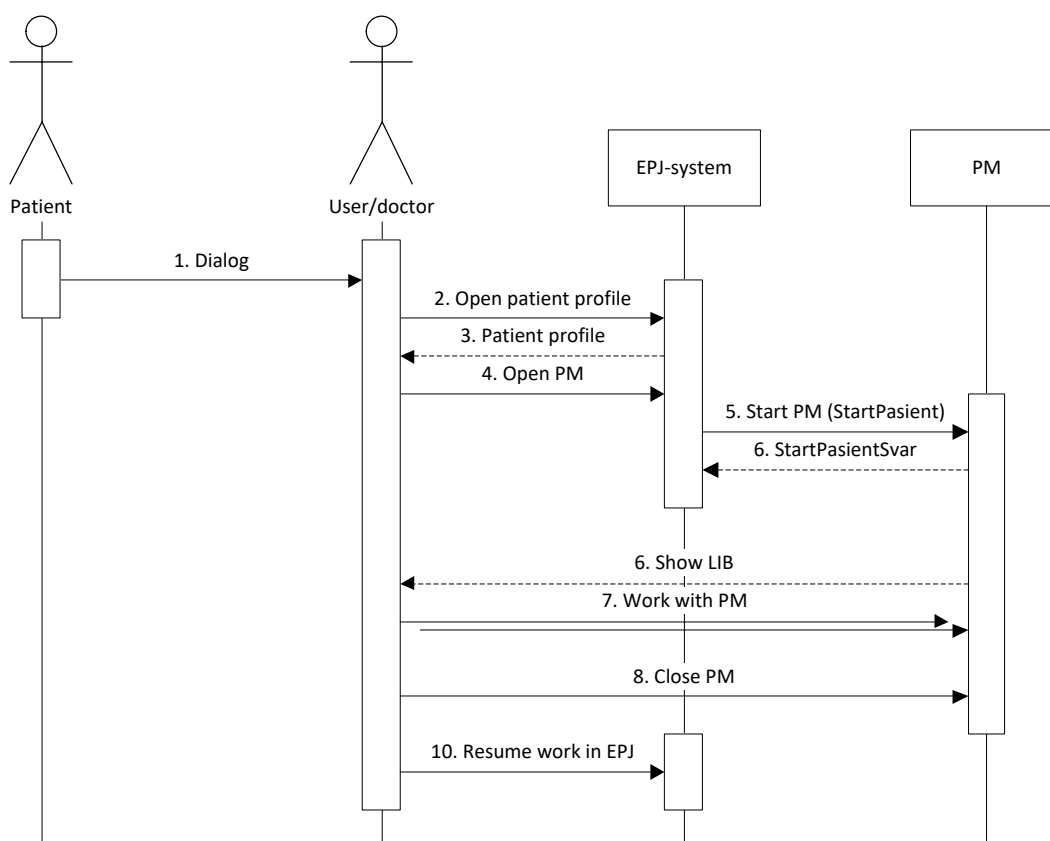 EPJ-system
PM
Patient
User/doctor
1. Dialog
2. Open patient profile
3. Patient profile
4. Open PM
5. Start PM (StartPasient)
6. StartPasientSvar
6. Show LIB
7. Work with PM
8. Close PM
10. Resume work in EPJ